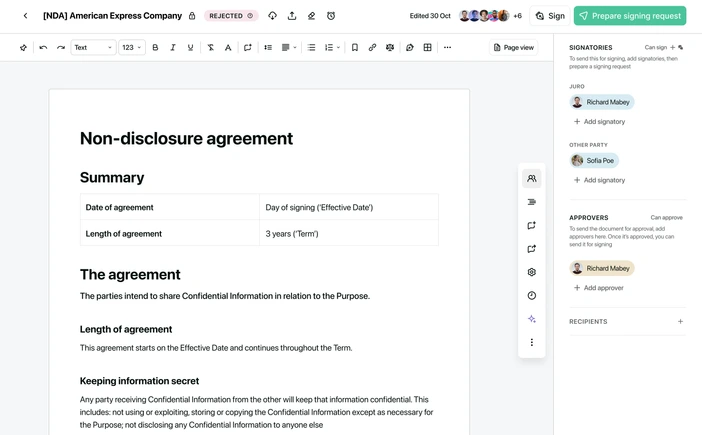 [NDA] American Express Company
REJECTED
Edited 30 Oct
+6
Sign
Prepare signing request
Text
123
B
I
U
A
Page view
Non-disclosure agreement
Summary
Date of agreement
Day of signing ('Effective Date')
Length of agreement
3 years ('Term')
The agreement
The parties intend to share Confidential Information in relation to the Purpose.
Length of agreement
This agreement starts on the Effective Date and continues throughout the Term.
Keeping information secret
Any party receiving Confidential Information from the other will keep that information confidential. This
includes: not using or exploiting, storing or copying the Confidential Information except as necessary for
the Purpose; not disclosing any Confidential Information to anyone else
SIGNATORIES
Can sign
To send this for signing, add signatories, then
prepare a signing request
JURO
Richard Mabey
+ Add signatory
OTHER PARTY
Sofia Poe
+ Add signatory
APPROVERS
Can approve
To send the document for approval, add
approvers here. Once it's approved, you can
send it for signing
Richard Mabey
+ Add approver
RECIPIENTS